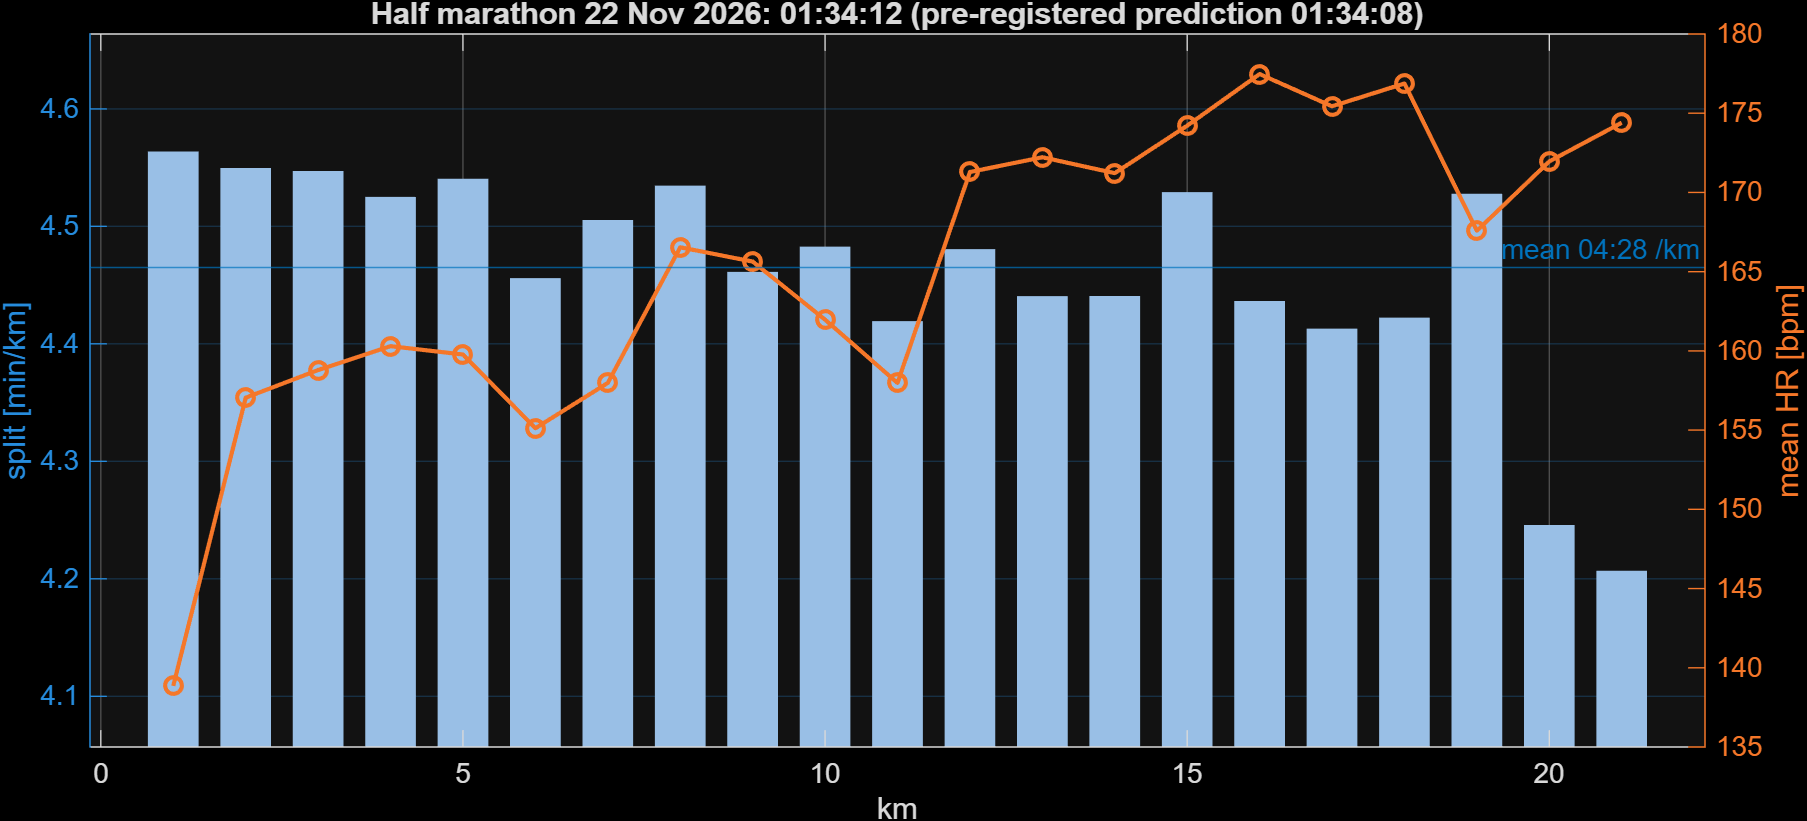 Half marathon 22 Nov 2026: 01:34:12 (pre-registered prediction 01:34:08)
split [min/km]
4.6
4.5
4.4
4.3
4.2
4.1
mean 04:28 /km
180
175
170
165
160
155
150
145
140
135
mean HR [bpm]
0 5 10 15 20
km